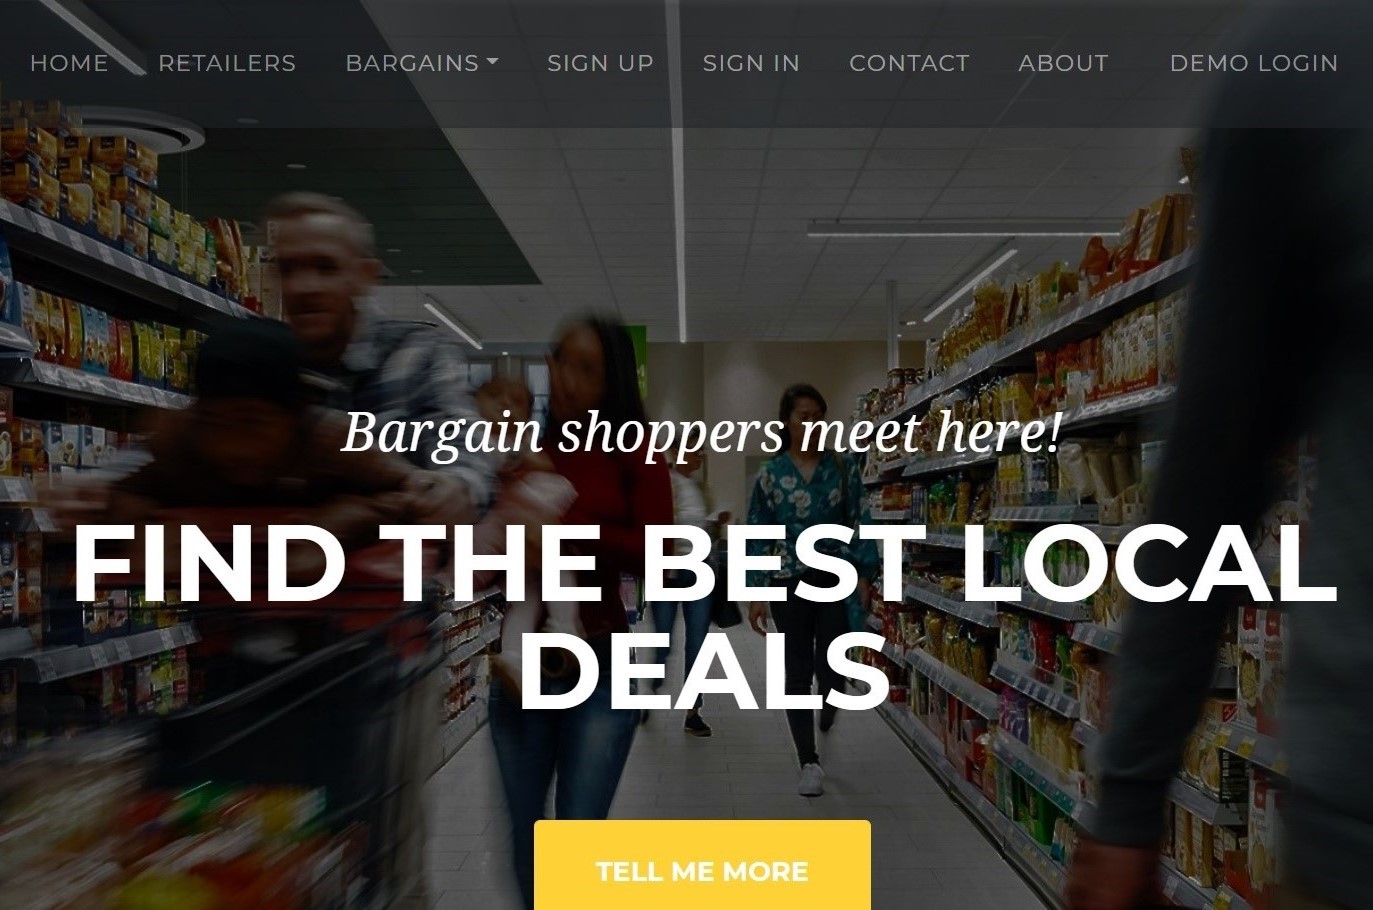 HOME RETAILERS BARGAINS SIGN UP SIGN IN CONTACT ABOUT DEMO LOGIN
Bargain shoppers meet here!
FIND THE BEST LOCAL
DEALS
TELL ME MORE